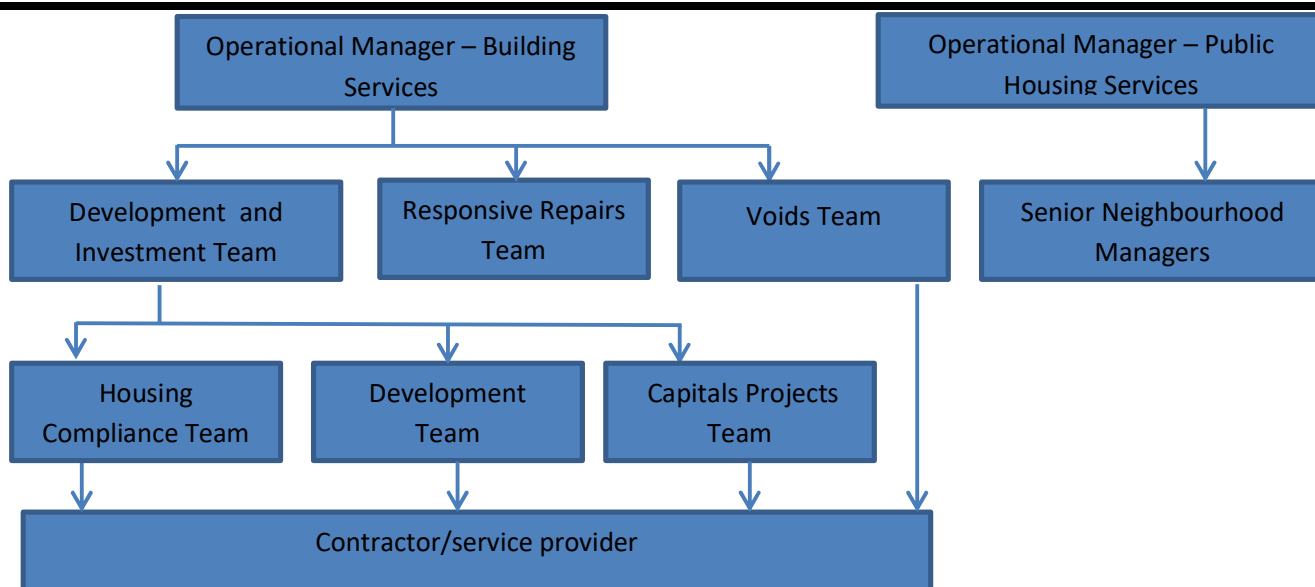 Operational Manager – Building
Services
Operational Manager – Public
Housing Services
Development and
Investment Team
Responsive Repairs
Team
Voids Team
Senior Neighbourhood
Managers
Housing
Compliance Team
Development
Team
Capitals Projects
Team
Contractor/service provider